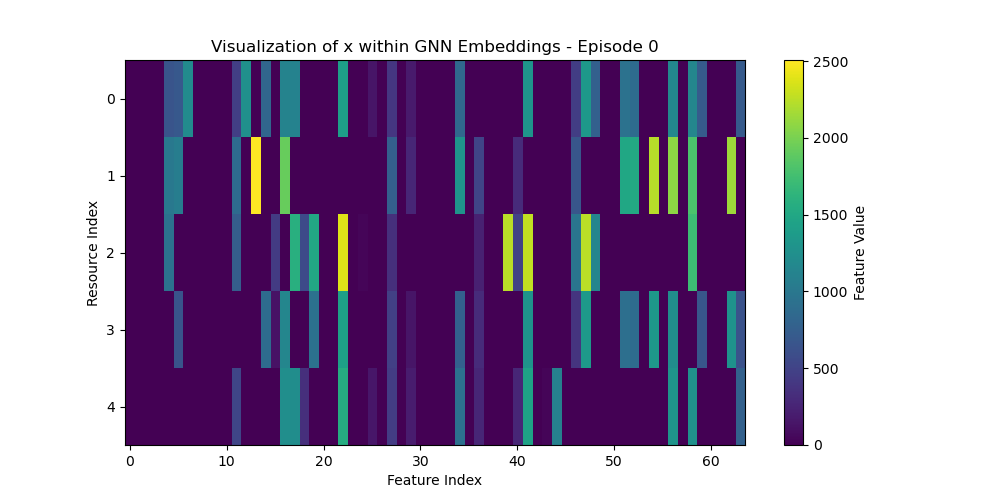 Visualization of x within GNN Embeddings - Episode 0
Resource Index
0
1
2
3
4
0 10 20 30 40 50 60
Feature Index
2500
2000
1500
1000
500
0
Feature Value